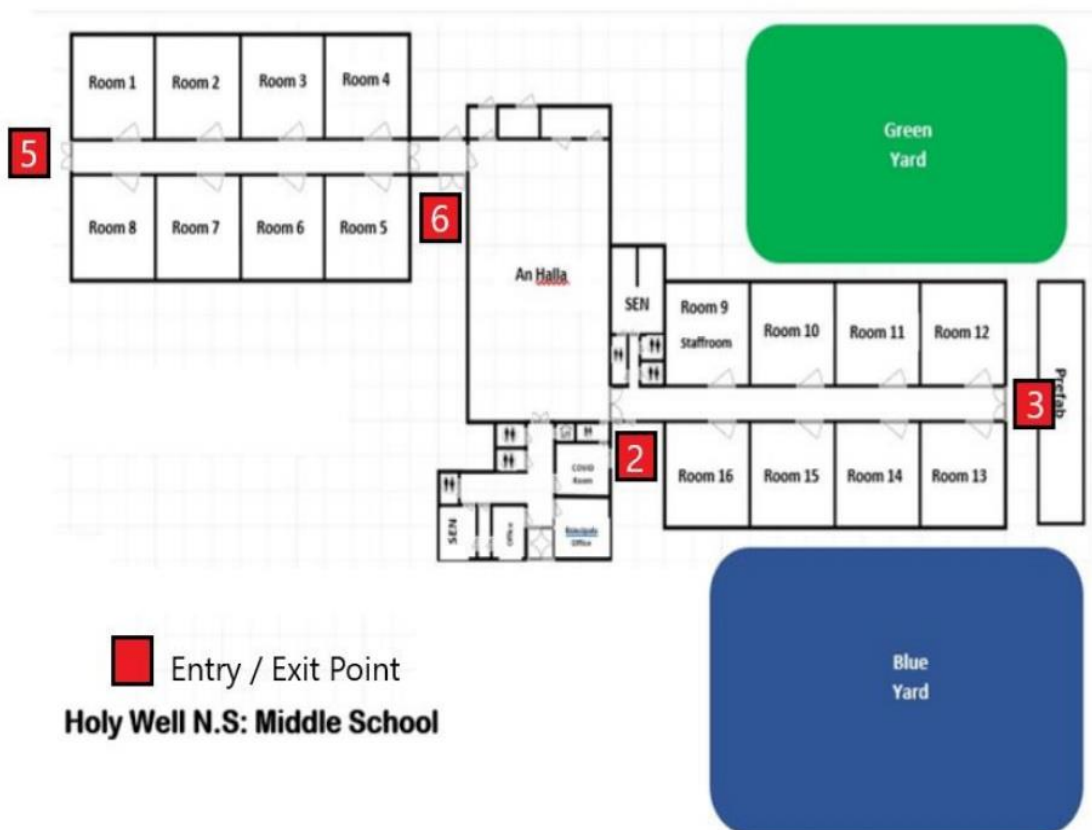 Room 1
Room 2
Room 3
Room 4
Green
Yard
5
Room 8
Room 7
Room 6
Room 5
6
An Halla
SEN
Room 9
Staffroom
Room 10
Room 11
Room 12
Prefab
3
2
Room 16
Room 15
Room 14
Room 13
COVID
Room
SEN
Office
Principals
Office
Blue
Yard
Entry / Exit Point
Holy Well N.S: Middle School